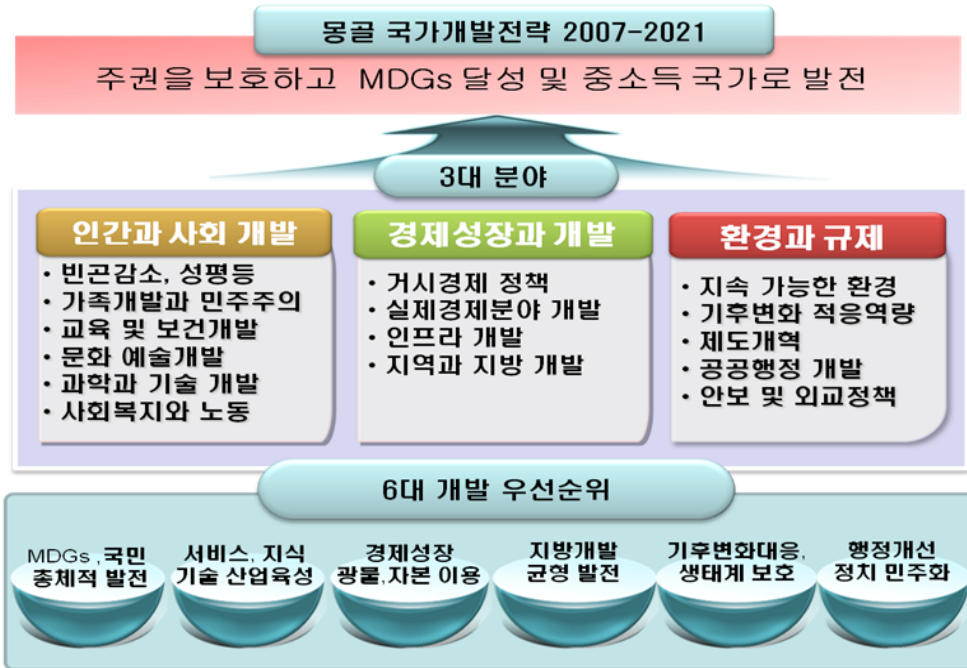 몽골 국가개발전략 2007-2021
주권을 보호하고 MDGs 달성 및 중소득 국가로 발전
3대 분야
인간과 사회 개발
• 빈곤감소, 성평등
• 가족개발과 민주주의
• 교육 및 보건개발
• 문화 예술개발
• 과학과 기술 개발
• 사회복지와 노동
경제성장과 개발
• 거시경제 정책
• 실제경제분야 개발
• 인프라 개발
• 지역과 지방 개발
환경과 규제
• 지속 가능한 환경
• 기후변화 적응역량
• 제도개혁
• 공공행정 개발
• 안보 및 외교정책
6대 개발 우선순위
MDGs ,국민
총체적 발전
서비스, 지식
기술 산업육성
경제성장
광물,자본 이용
지방개발
균형 발전
기후변화대응,
생태계 보호
행정개선
정치 민주화